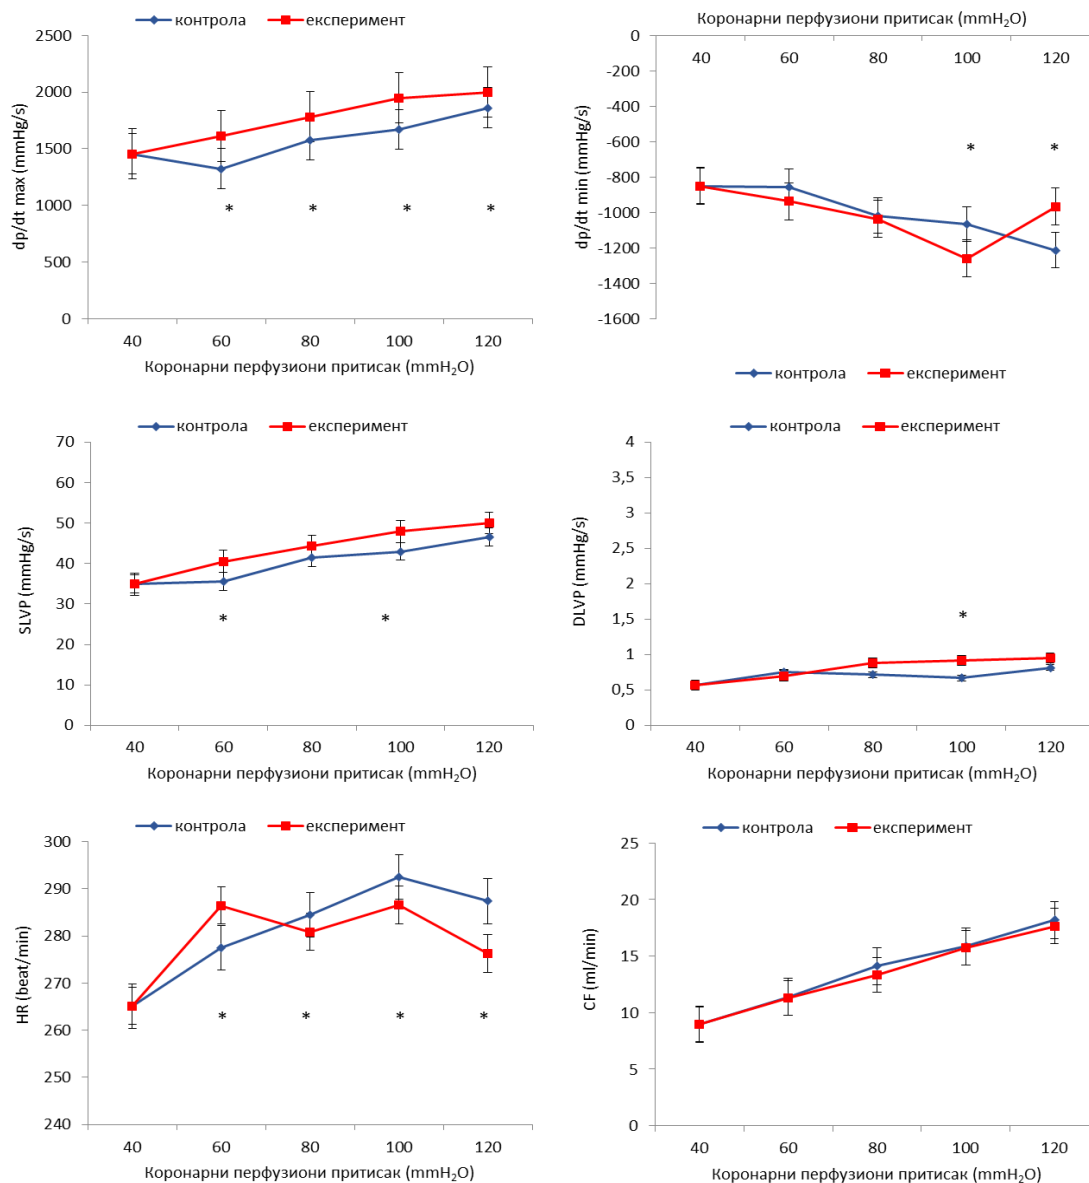 контрола експеримент
2500
2000
1500
1000
500
0
dp/dt max (mmHg/s)
* * * *
40 60 80 100 120
Коронарни перфузиони притисак (mmH₂O)
Коронарни перфузиони притисак (mmH₂O)
0
-200
-400
-600
-800
-1000
-1200
-1400
-1600
dp/dt min (mmHg/s)
40 60 80 100 120
* *
контрола експеримент
контрола експеримент
70
60
50
40
30
20
10
0
SLVP (mmHg/s)
* *
40 60 80 100 120
Коронарни перфузиони притисак (mmH₂O)
контрола експеримент
4
3,5
3
2,5
2
1,5
1
0,5
0
DLVP (mmHg/s)
*
40 60 80 100 120
Коронарни перфузиони притисак (mmH₂O)
контрола експеримент
300
290
280
270
260
250
240
HR (beat/min)
* * * *
40 60 80 100 120
Коронарни перфузиони притисак (mmH₂O)
контрола експеримент
25
20
15
10
5
0
CF (ml/min)
40 60 80 100 120
Коронарни перфузиони притисак (mmH₂O)